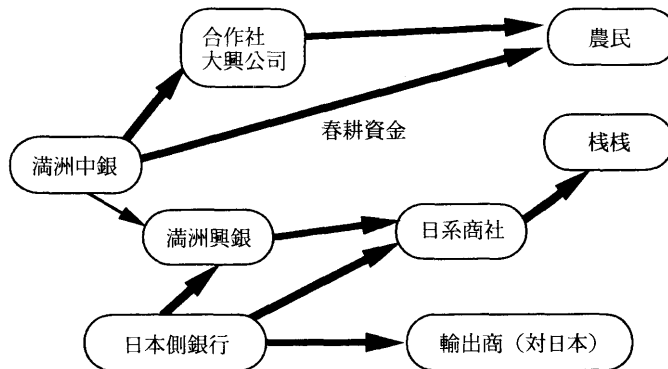 合作社
大興公司
農民
春耕資金
桟桟
満洲中銀
満洲興銀
日系商社
日本側銀行
輸出商（対日本）